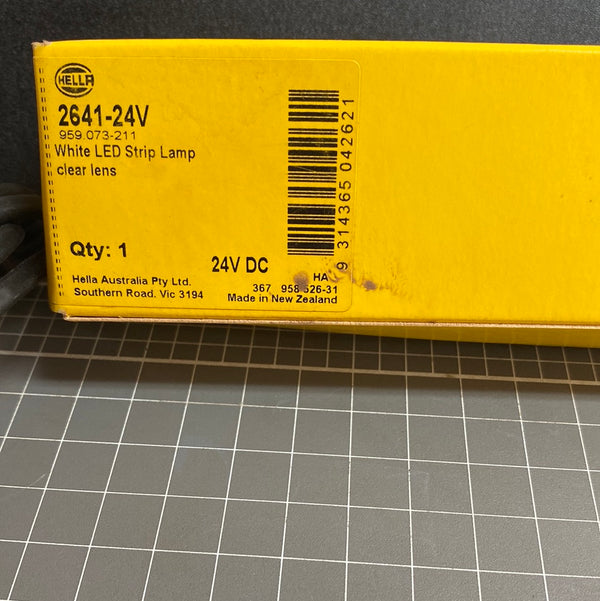 HELLA
2641-24V
959.073-211
White LED Strip Lamp
clear lens
Qty: 1
24V DC
Hella Australia Pty Ltd.
Southern Road, Vic 3194
HA
367 958 526-31
Made in New Zealand
9 314365 042621